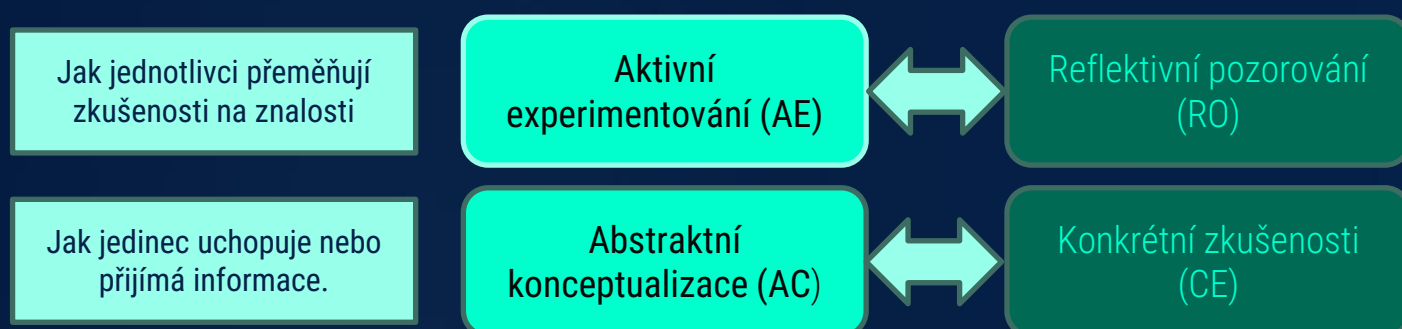 Jak jednotlivci přeměňují
zkušenosti na znalosti
Aktivní
experimentování (AE)
Reflektivní pozorování
(RO)
Jak jedinec uchopuje nebo
přijímá informace.
Abstraktní
konceptualizace (AC)
Konkrétní zkušenosti
(CE)